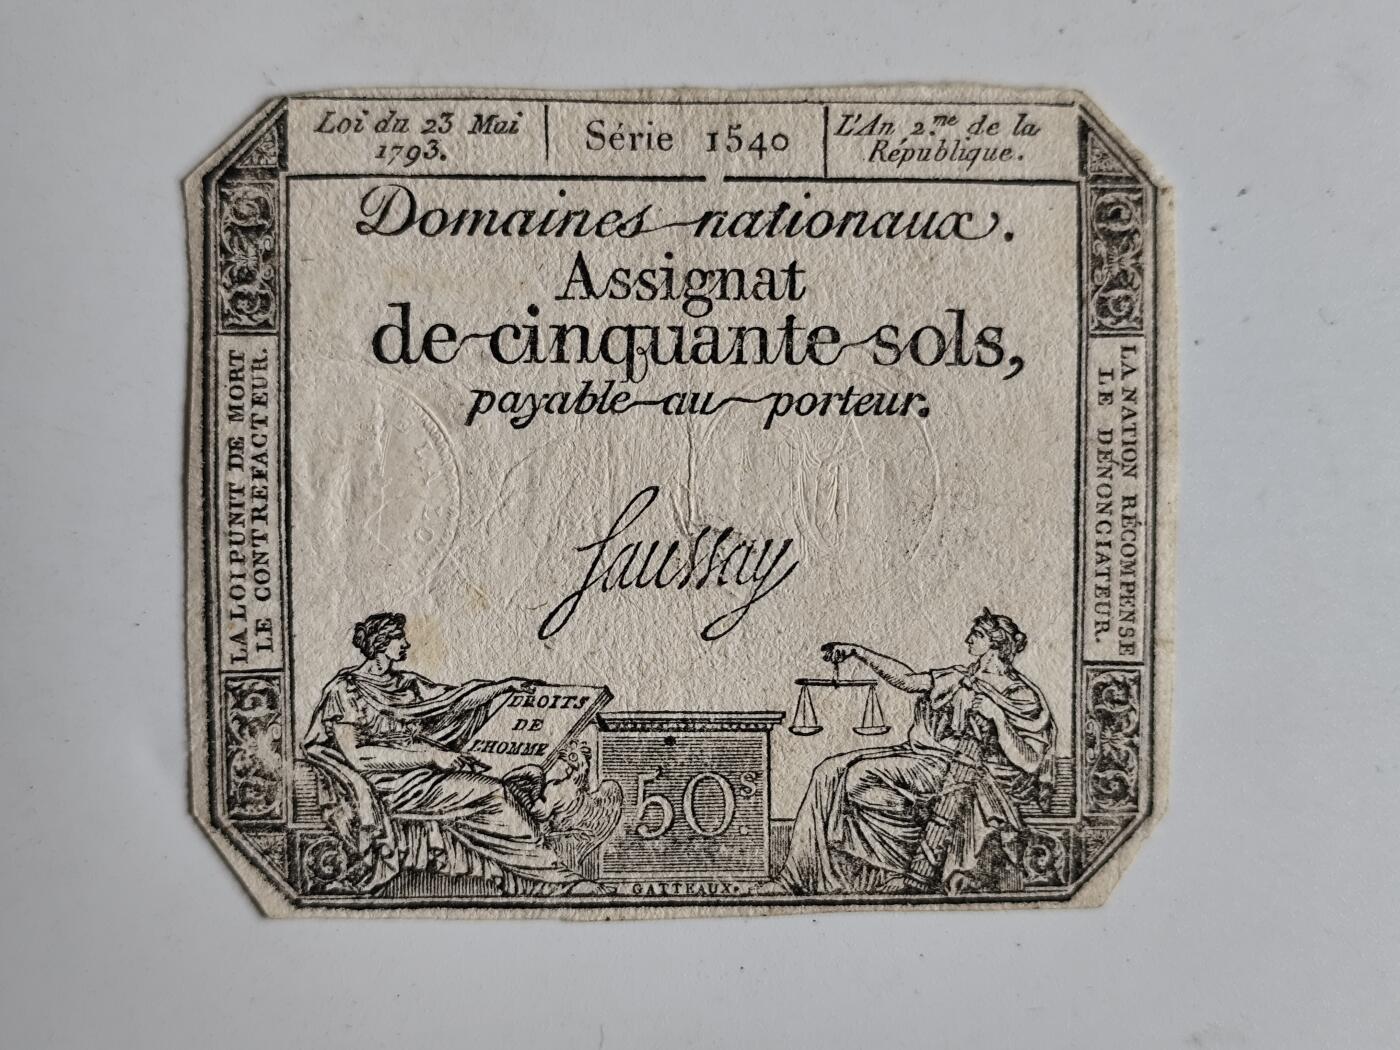 Loi du 23 Mai
1793.
Série 1540
L'An 2.me de la
République.
Domaines nationaux.
Assignat
de cinquante sols,
payable au porteur.
Saussay
LA LOI PUNIT DE MORT
LE CONTREFACTEUR.
LA NATION RÉCOMPENSE
LE DÉNONCIATEUR.
DROITS
DE
L'HOMME
50.s
GATTEAUX.